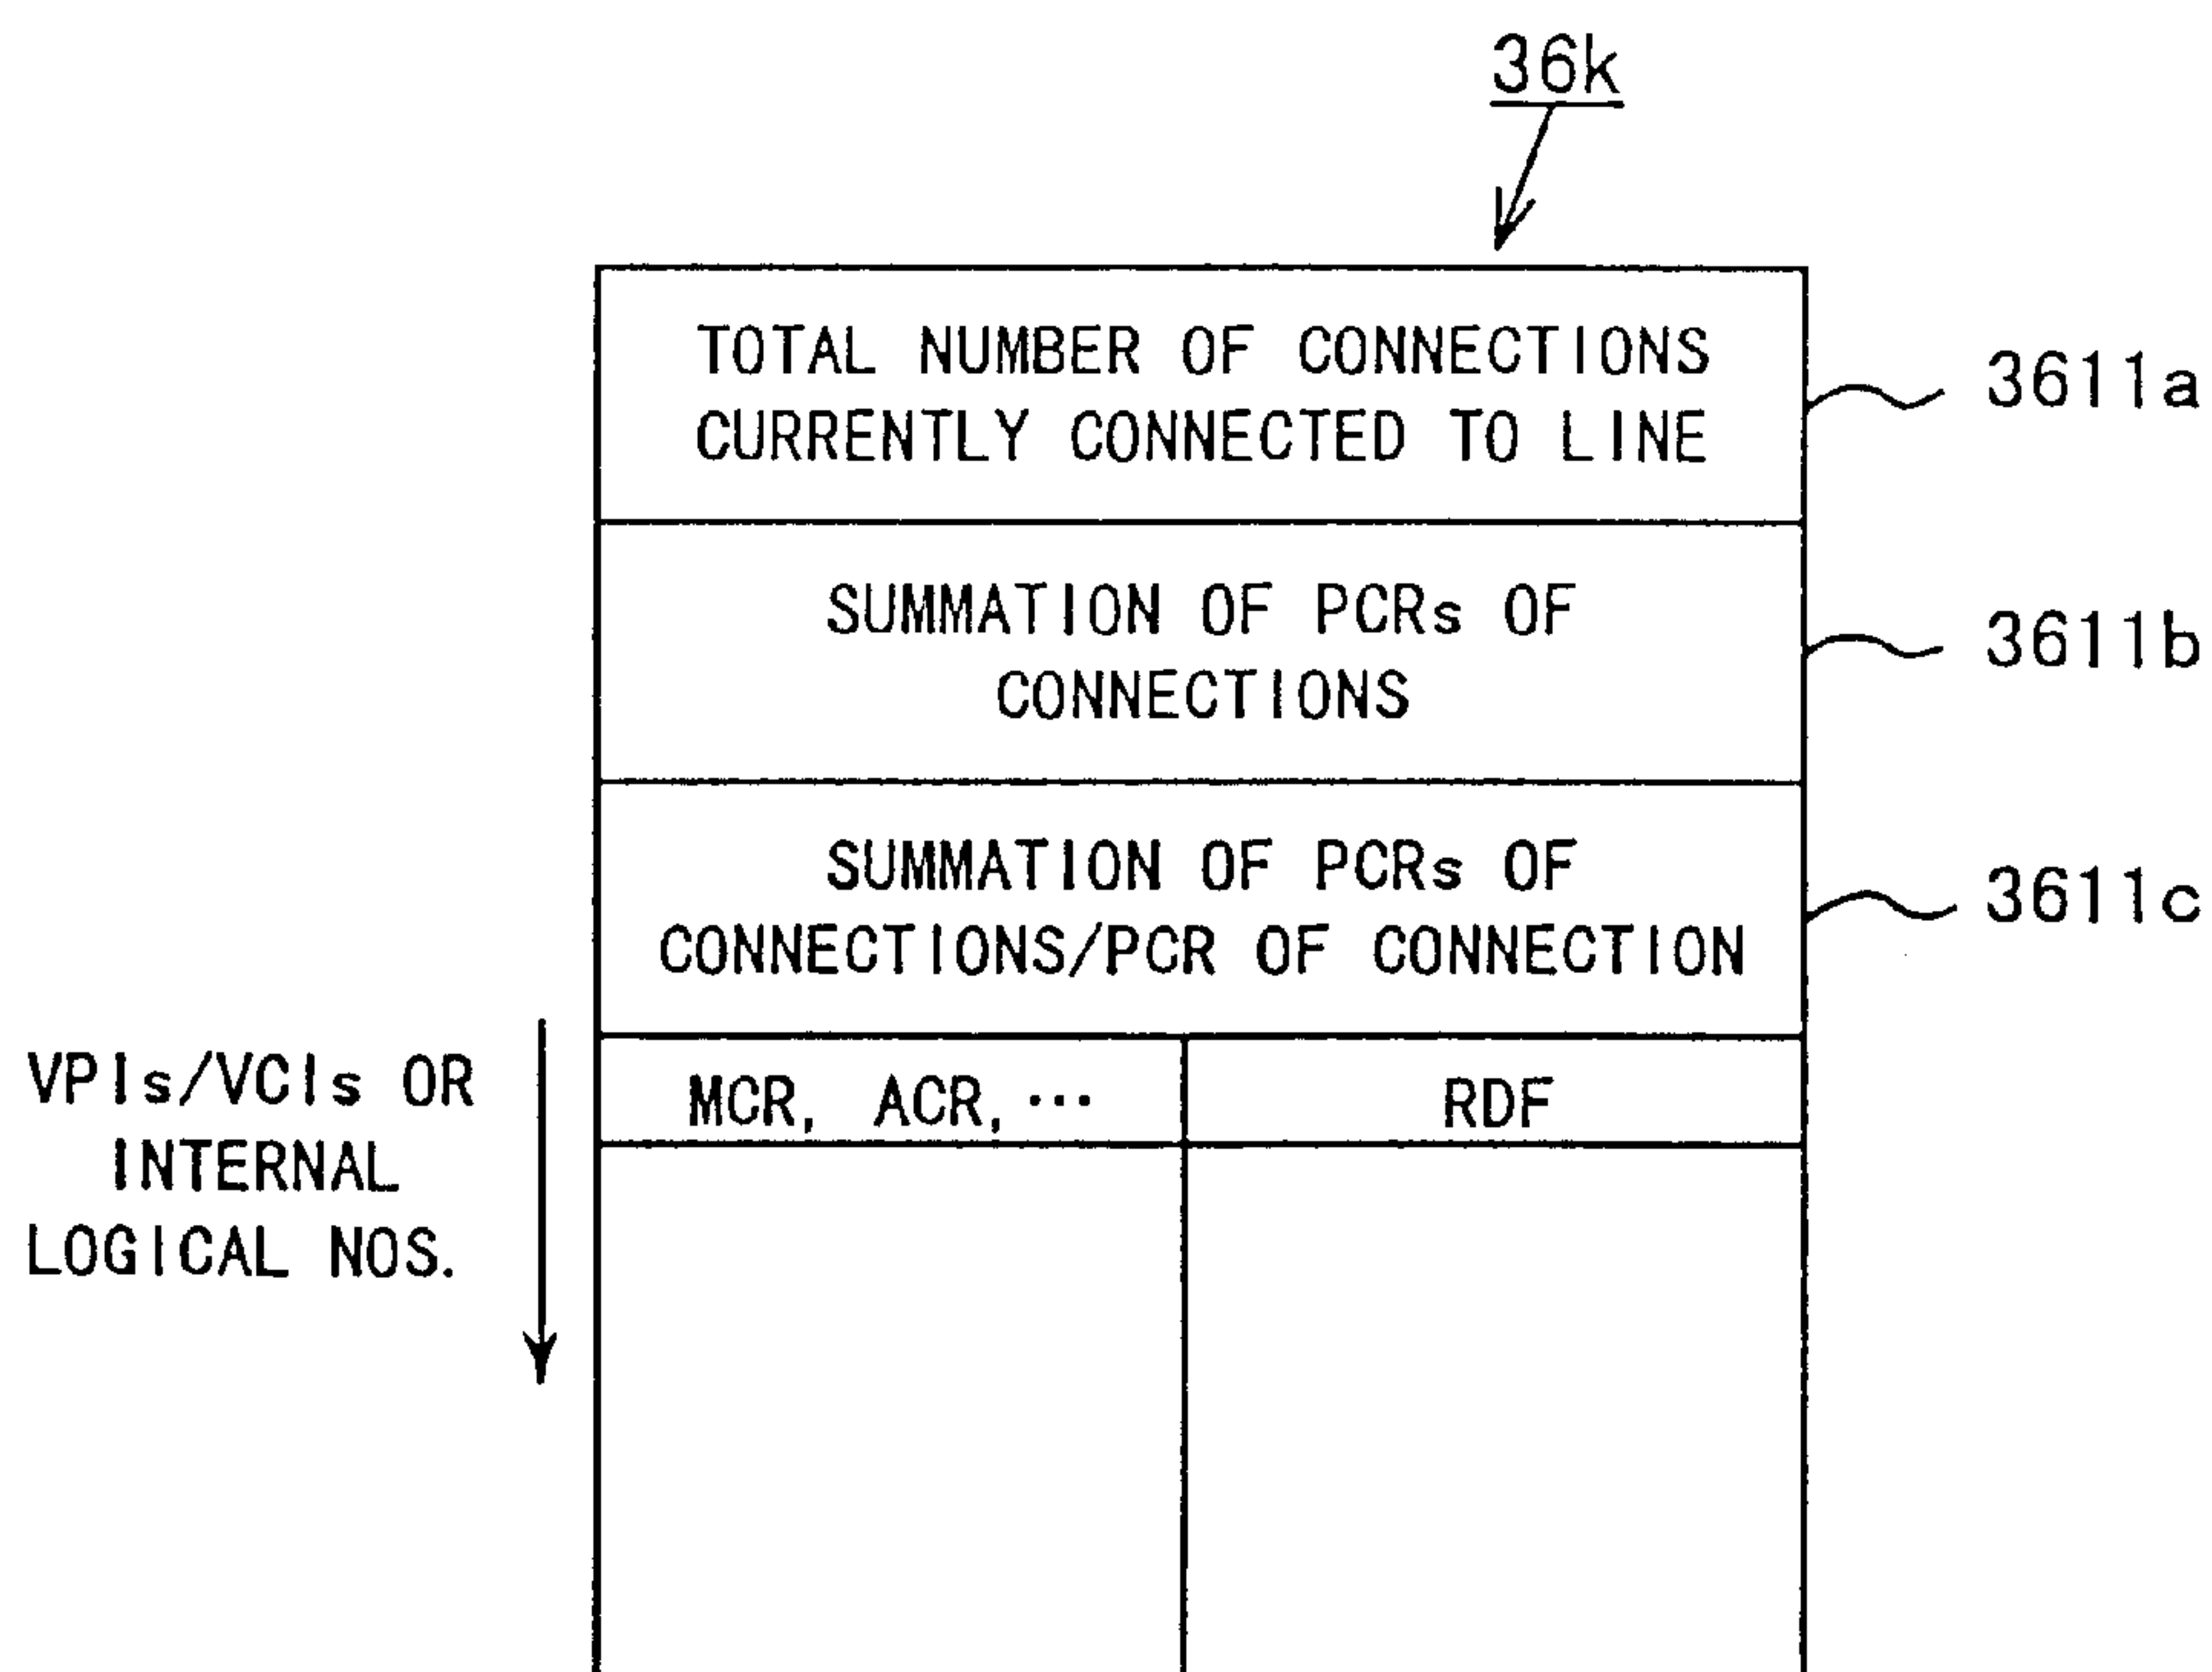 36k
TOTAL NUMBER OF CONNECTIONS
CURRENTLY CONNECTED TO LINE
3611a
SUMMATION OF PCRs OF
CONNECTIONS
3611b
SUMMATION OF PCRs OF
CONNECTIONS/PCR OF CONNECTION
3611c
VPIs/VCIs OR
INTERNAL
LOGICAL NOS.
MCR, ACR, ···
RDF